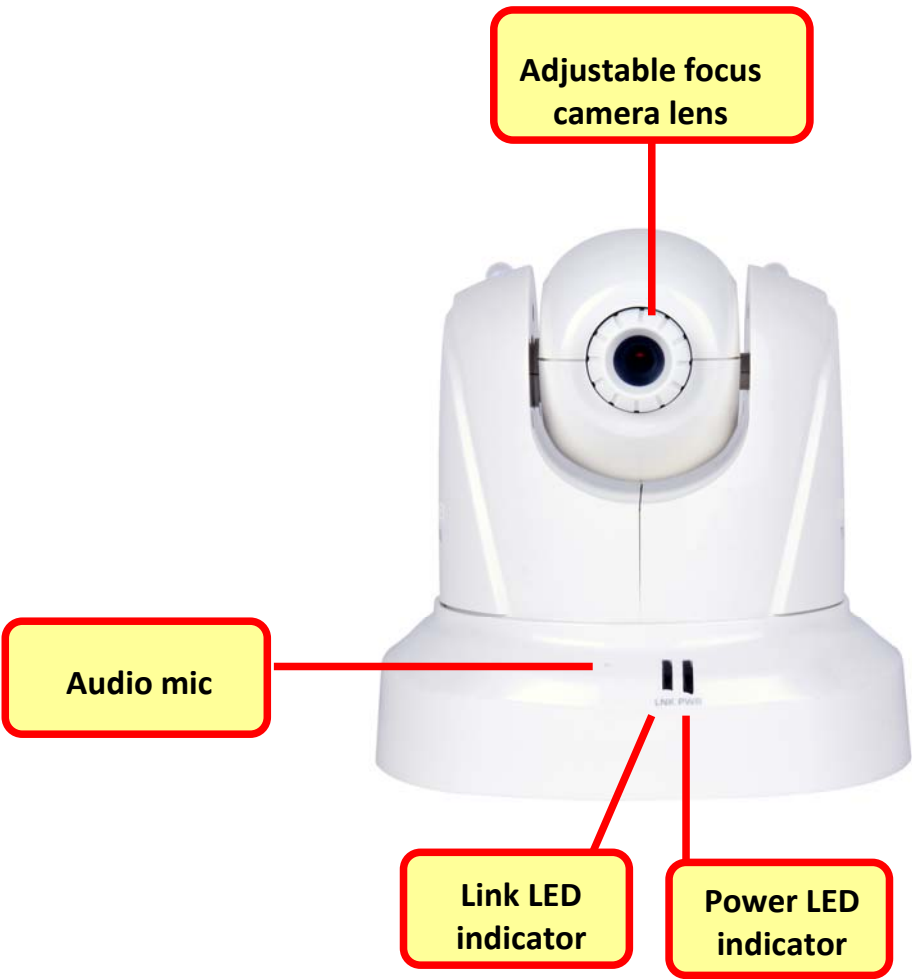 Adjustable focus
camera lens
Audio mic
LNK PWR
Link LED
indicator
Power LED
indicator